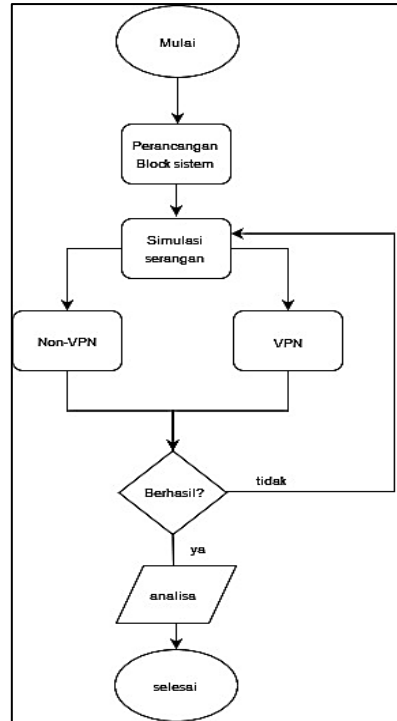 Mulai
Perancangan
Block sistem
Simulasi
serangan
Non-VPN
VPN
Berhasil?
tidak
ya
analisa
selesai